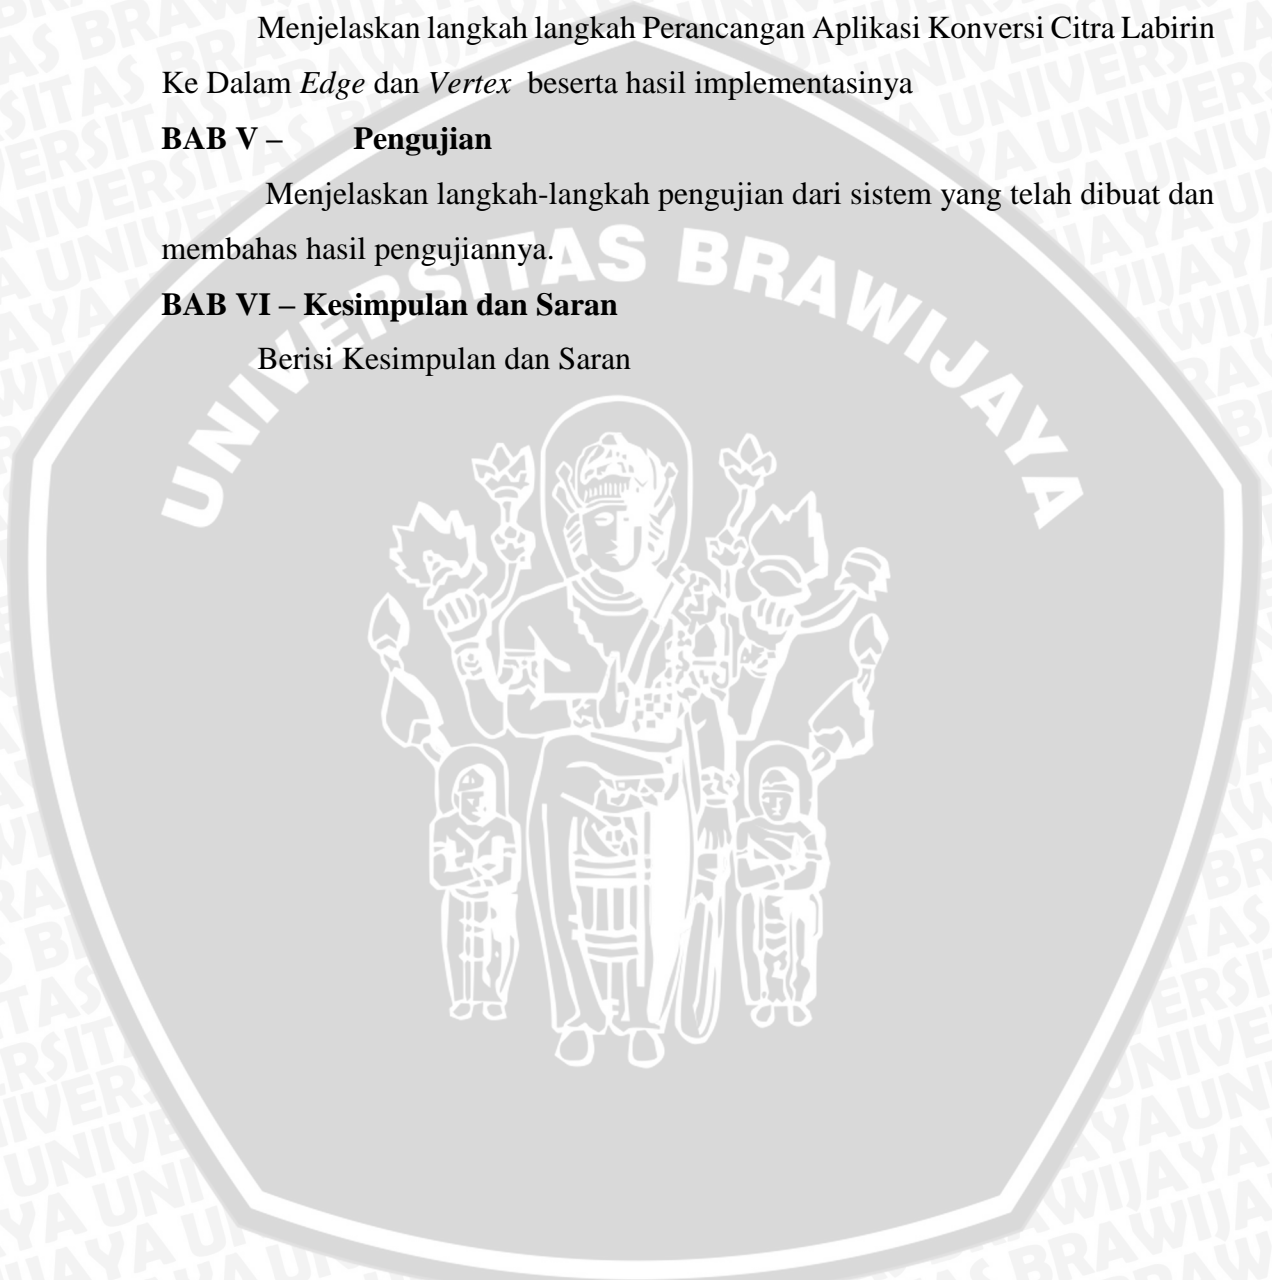 Menjelaskan langkah langkah Perancangan Aplikasi Konversi Citra Labirin
Ke Dalam Edge dan Vertex beserta hasil implementasinya
BAB V – Pengujian
Menjelaskan langkah-langkah pengujian dari sistem yang telah dibuat dan
membahas hasil pengujiannya.
BAB VI – Kesimpulan dan Saran
Berisi Kesimpulan dan Saran
UNIVERSITAS BRAWIJAYA